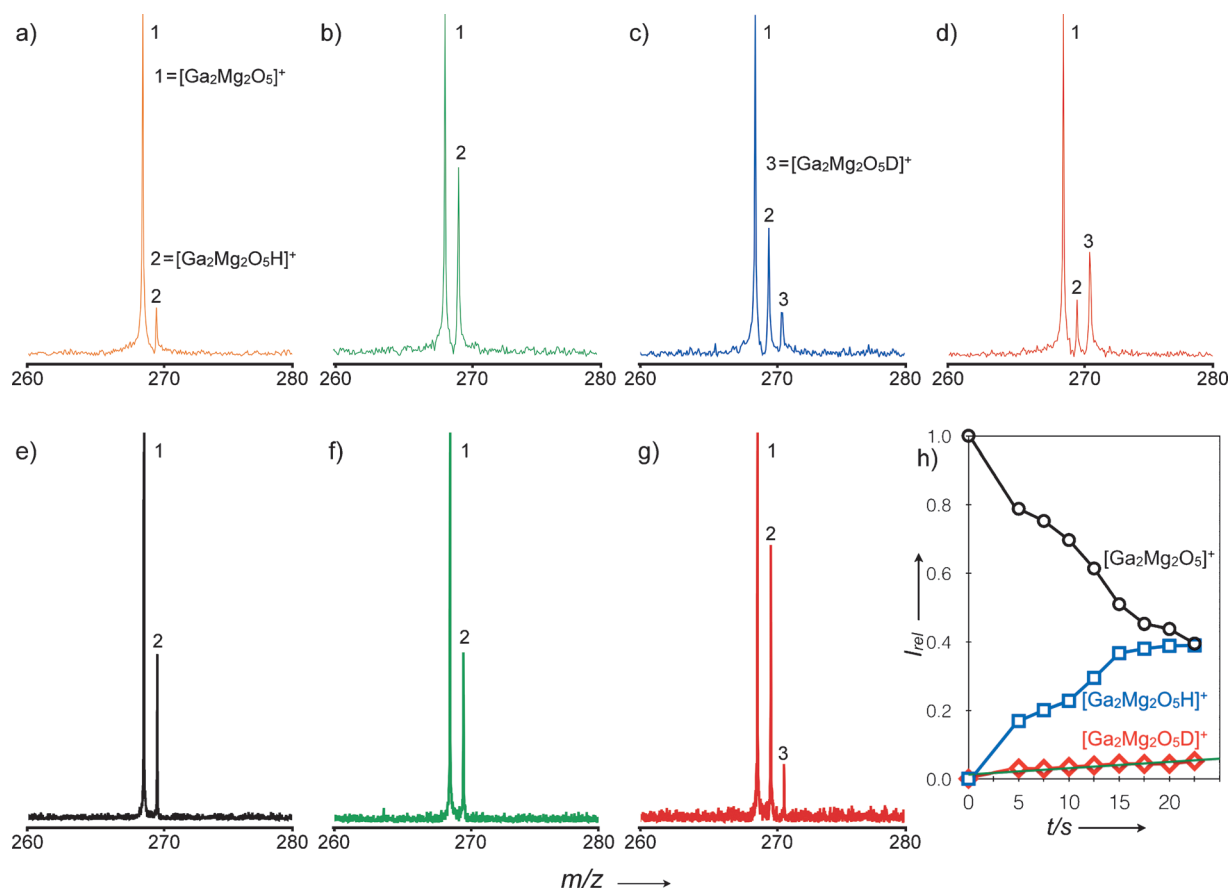 a)
1
1=[Ga₂Mg₂O₅]⁺
2=[Ga₂Mg₂O₅H]⁺
2
260 270 280
b)
1
2
260 270 280
c)
1
3=[Ga₂Mg₂O₅D]⁺
2
3
260 270 280
d)
1
3
2
260 270 280
e)
1
2
260 270 280
f)
1
2
260 270 280
g)
1
2
3
260 270 280
m/z
h)
1.0
0.8
0.6
0.4
0.2
0.0
I_rel
[Ga₂Mg₂O₅]⁺
[Ga₂Mg₂O₅H]⁺
[Ga₂Mg₂O₅D]⁺
0 5 10 15 20
t/s